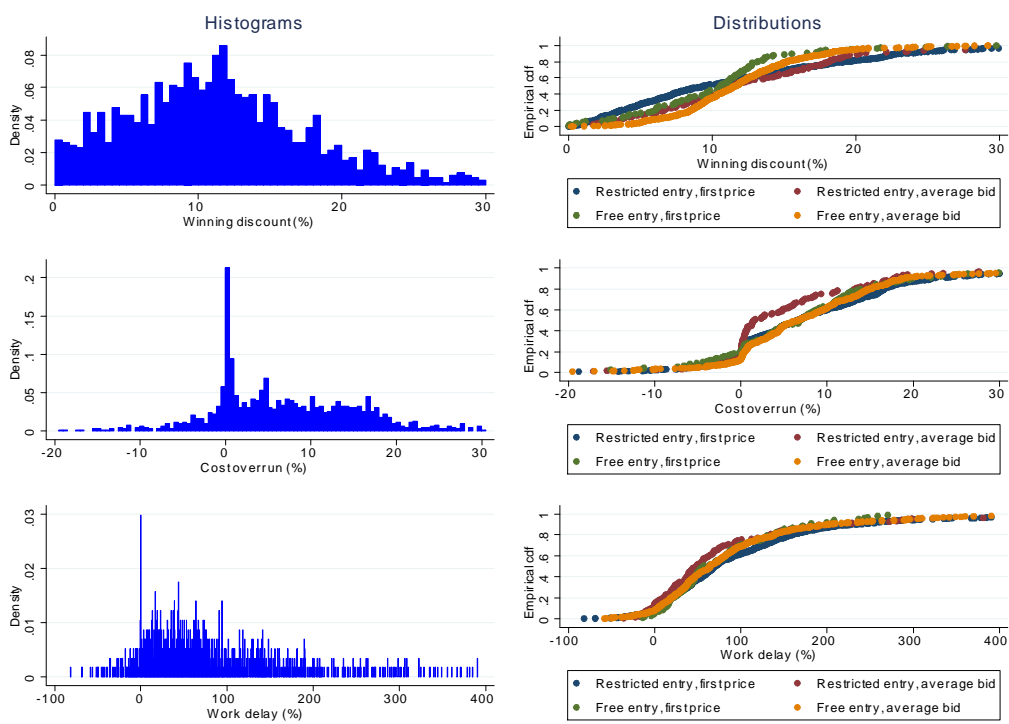 Histograms
Distributions
Density
0 .02 .04 .06 .08
0 10 20 30
Winning discount (%)
Empirical cdf
0 .2 .4 .6 .8 1
0 10 20 30
Winning discount (%)
Restricted entry, first price
Restricted entry, average bid
Free entry, first price
Free entry, average bid
Density
0 .05 .1 .15 .2
-20 -10 0 10 20 30
Cost overrun (%)
Empirical cdf
0 .2 .4 .6 .8 1
-20 -10 0 10 20 30
Cost overrun (%)
Restricted entry, first price
Restricted entry, average bid
Free entry, first price
Free entry, average bid
Density
0 .01 .02 .03
-100 0 100 200 300 400
Work delay (%)
Empirical cdf
0 .2 .4 .6 .8 1
-100 0 100 200 300 400
Work delay (%)
Restricted entry, first price
Restricted entry, average bid
Free entry, first price
Free entry, average bid